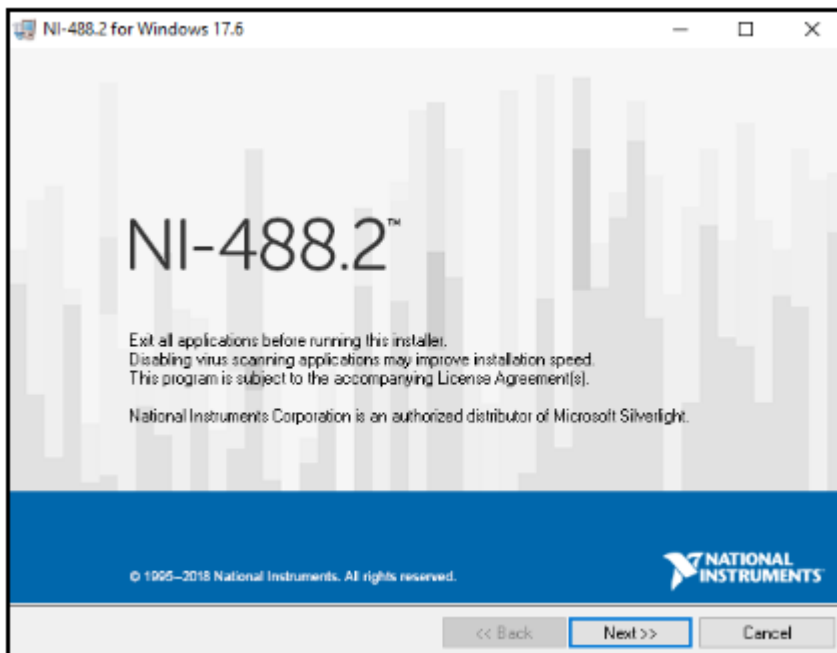 NI-488.2 for Windows 17.6
NI-488.2™
Exit all applications before running this installer.
Disabling virus scanning applications may improve installation speed.
This program is subject to the accompanying License Agreement(s).
National Instruments Corporation is an authorized distributor of Microsoft Silverlight.
© 1995–2018 National Instruments. All rights reserved.
NATIONAL
INSTRUMENTS
<< Back Next >> Cancel